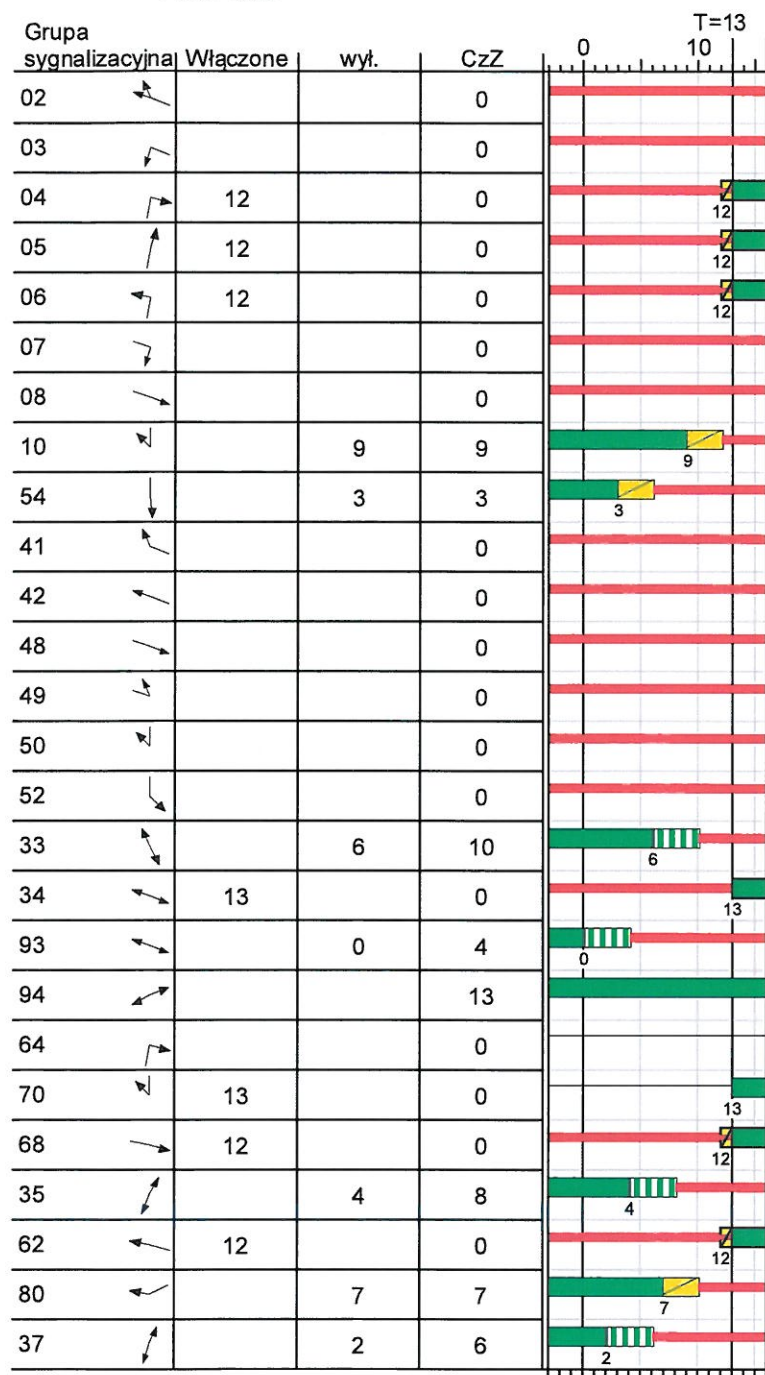 T=13
Grupa
sygnalizacyjna Włączone wył. CzZ 0 10
02 0
03 0
04 12 0 12
05 12 0 12
06 12 0 12
07 0
08 0
10 9 9 9
54 3 3 3
41 0
42 0
48 0
49 0
50 0
52 0
33 6 10 6
34 13 0 13
93 0 4 0
94 13
64 0
70 13 0 13
68 12 0 12
35 4 8 4
62 12 0 12
80 7 7 7
37 2 6 2